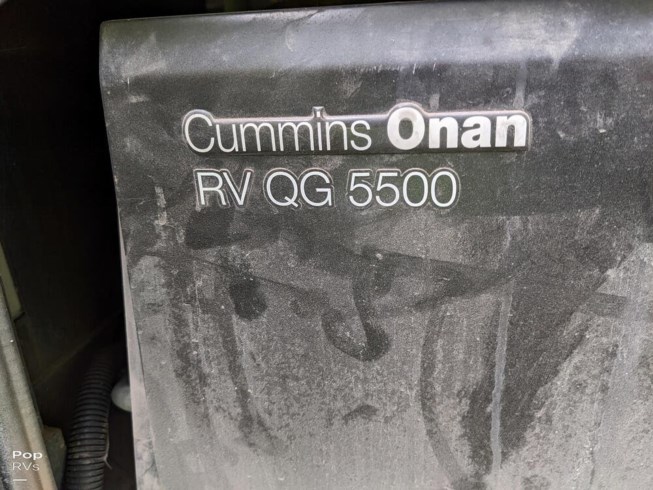 Cummins Onan
RV QG 5500
Pop
RVs